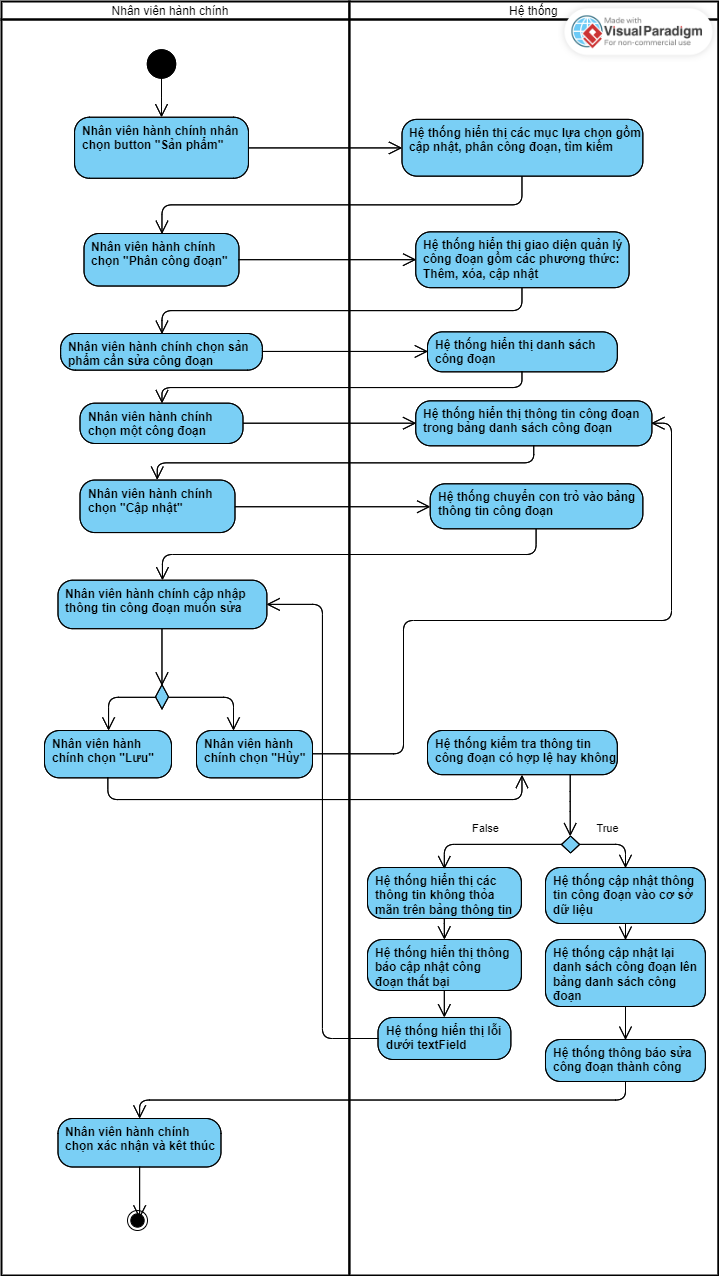 Nhân viên hành chính
Hệ thống
Made with
Visual Paradigm
For non-commercial use
Nhân viên hành chính nhân
chọn button "Sản phẩm"
Hệ thống hiển thị các mục lựa chọn gồm
cập nhật, phân công đoạn, tìm kiếm
Nhân viên hành chính
chọn "Phân công đoạn"
Hệ thống hiển thị giao diện quản lý
công đoạn gồm các phương thức:
Thêm, xóa, cập nhật
Nhân viên hành chính chọn sản
phẩm cần sửa công đoạn
Hệ thống hiển thị danh sách
công đoạn
Nhân viên hành chính
chọn một công đoạn
Hệ thống hiển thị thông tin công đoạn
trong bảng danh sách công đoạn
Nhân viên hành chính
chọn "Cập nhật"
Hệ thống chuyển con trỏ vào bảng
thông tin công đoạn
Nhân viên hành chính cập nhập
thông tin công đoạn muốn sửa
Nhân viên hành
chính chọn "Lưu"
Nhân viên hành
chính chọn "Hủy"
Hệ thống kiểm tra thông tin
công đoạn có hợp lệ hay không
False
True
Hệ thống hiển thị các
thông tin không thỏa
mãn trên bảng thông tin
Hệ thống cập nhật thông
tin công đoạn vào cơ sở
dữ liệu
Hệ thống hiển thị thông
báo cập nhật công
đoạn thất bại
Hệ thống cập nhật lại
danh sách công đoạn lên
bảng danh sách công
đoạn
Hệ thống hiển thị lỗi
dưới textField
Hệ thống thông báo sửa
công đoạn thành công
Nhân viên hành chính
chọn xác nhận và kết thúc